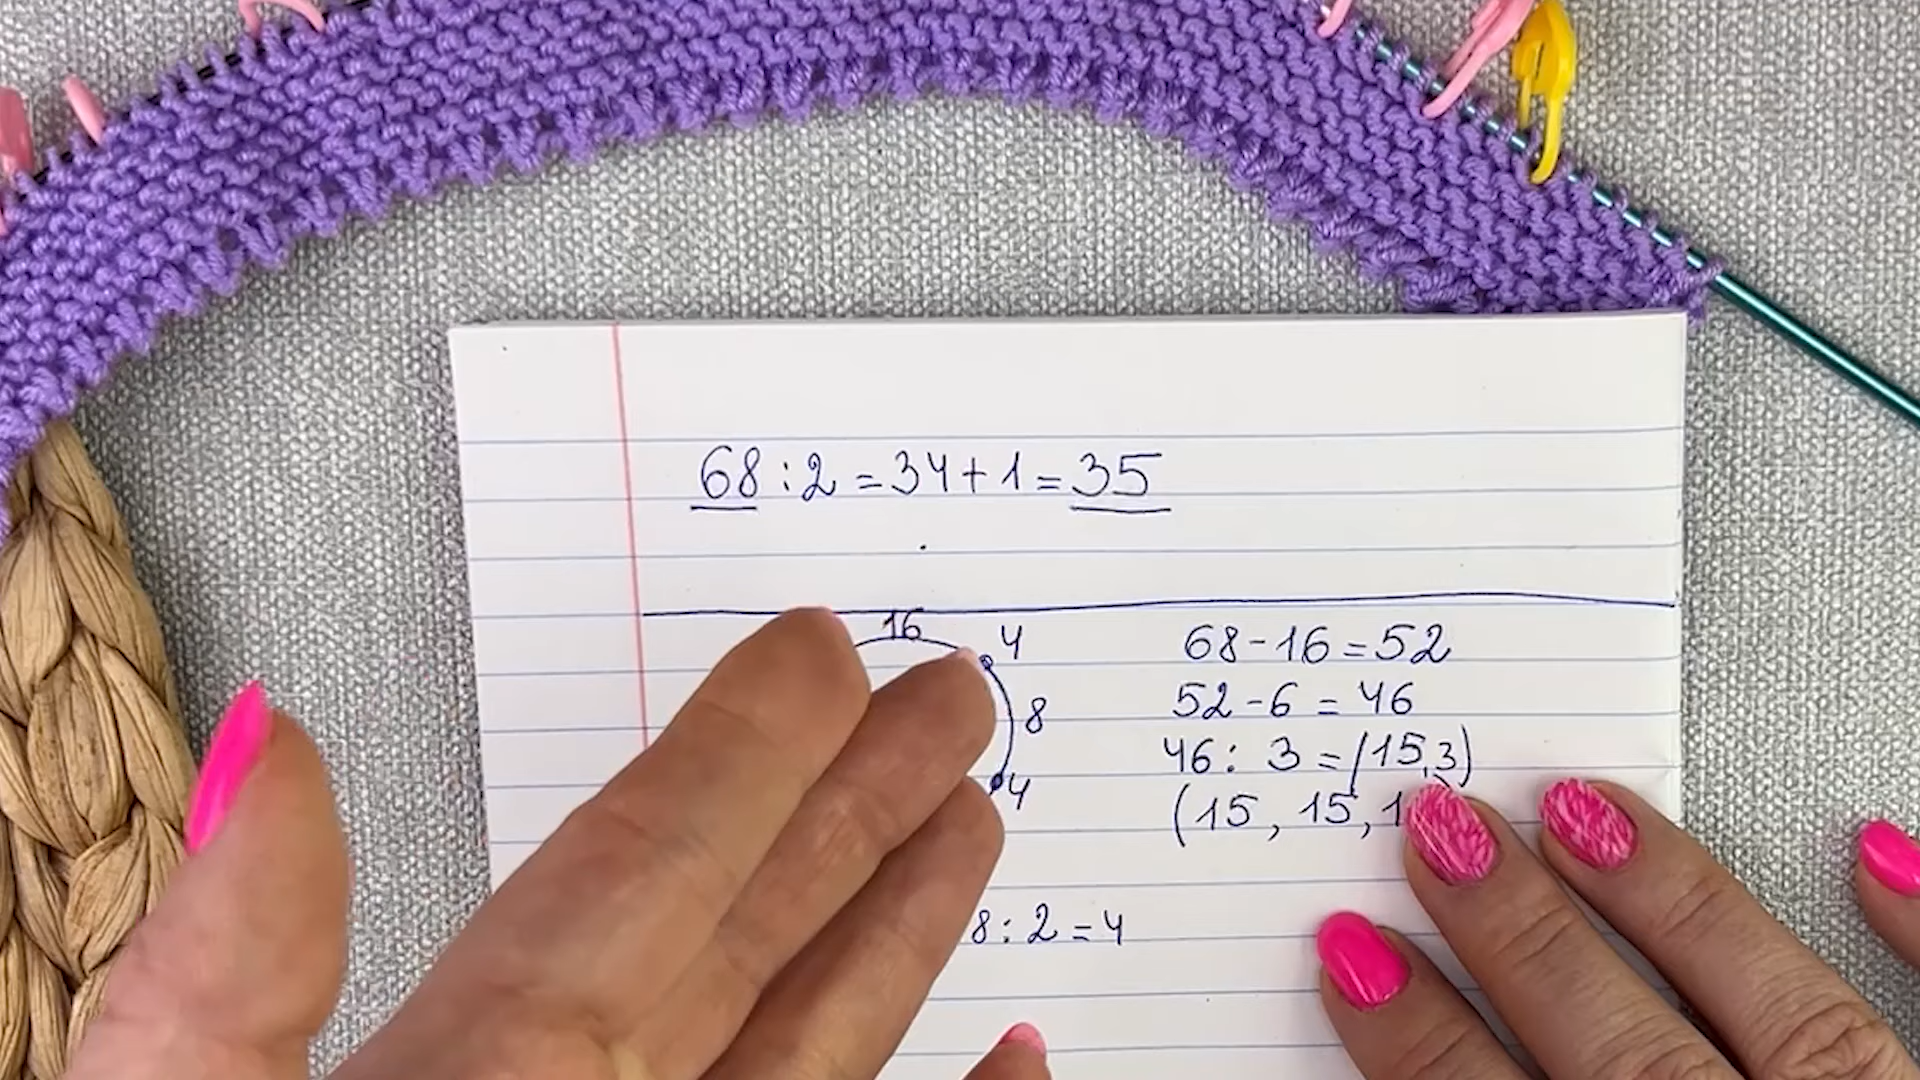 68 : 2 = 34 + 1 = 35
16
4
8
4
68 - 16 = 52
52 - 6 = 46
46 : 3 = (15,3)
(15, 15, 1
8 : 2 = 4